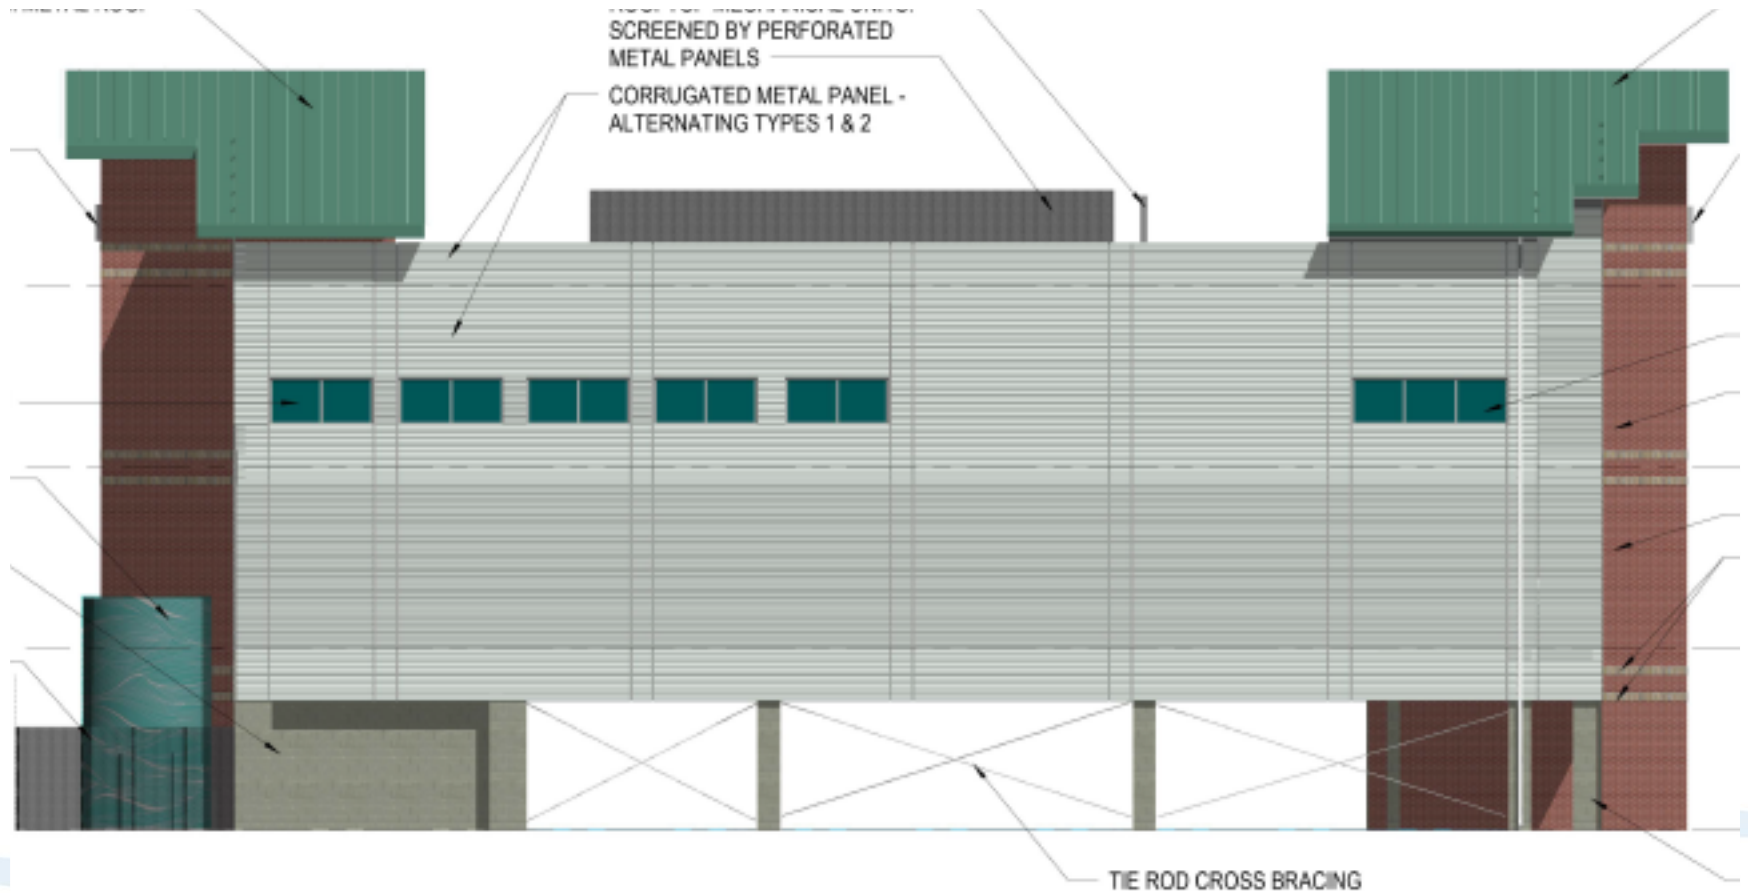 SCREENED BY PERFORATED
METAL PANELS
CORRUGATED METAL PANEL -
ALTERNATING TYPES 1 & 2
TIE ROD CROSS BRACING